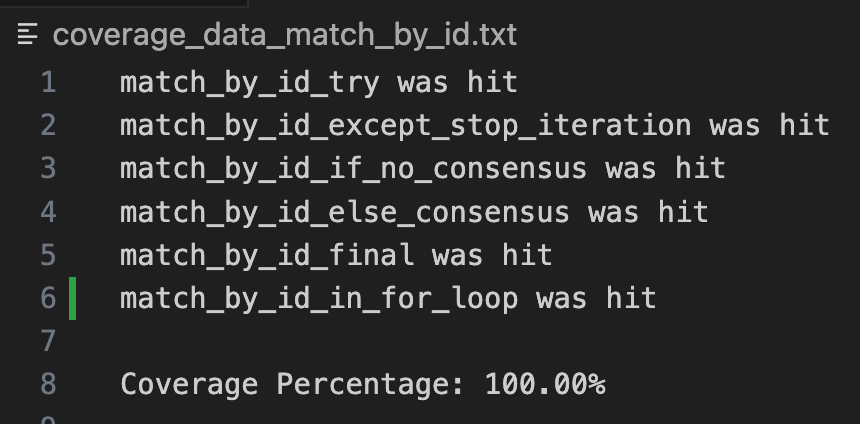 coverage_data_match_by_id.txt
1 match_by_id_try was hit
2 match_by_id_except_stop_iteration was hit
3 match_by_id_if_no_consensus was hit
4 match_by_id_else_consensus was hit
5 match_by_id_final was hit
6 match_by_id_in_for_loop was hit
7
8 Coverage Percentage: 100.00%